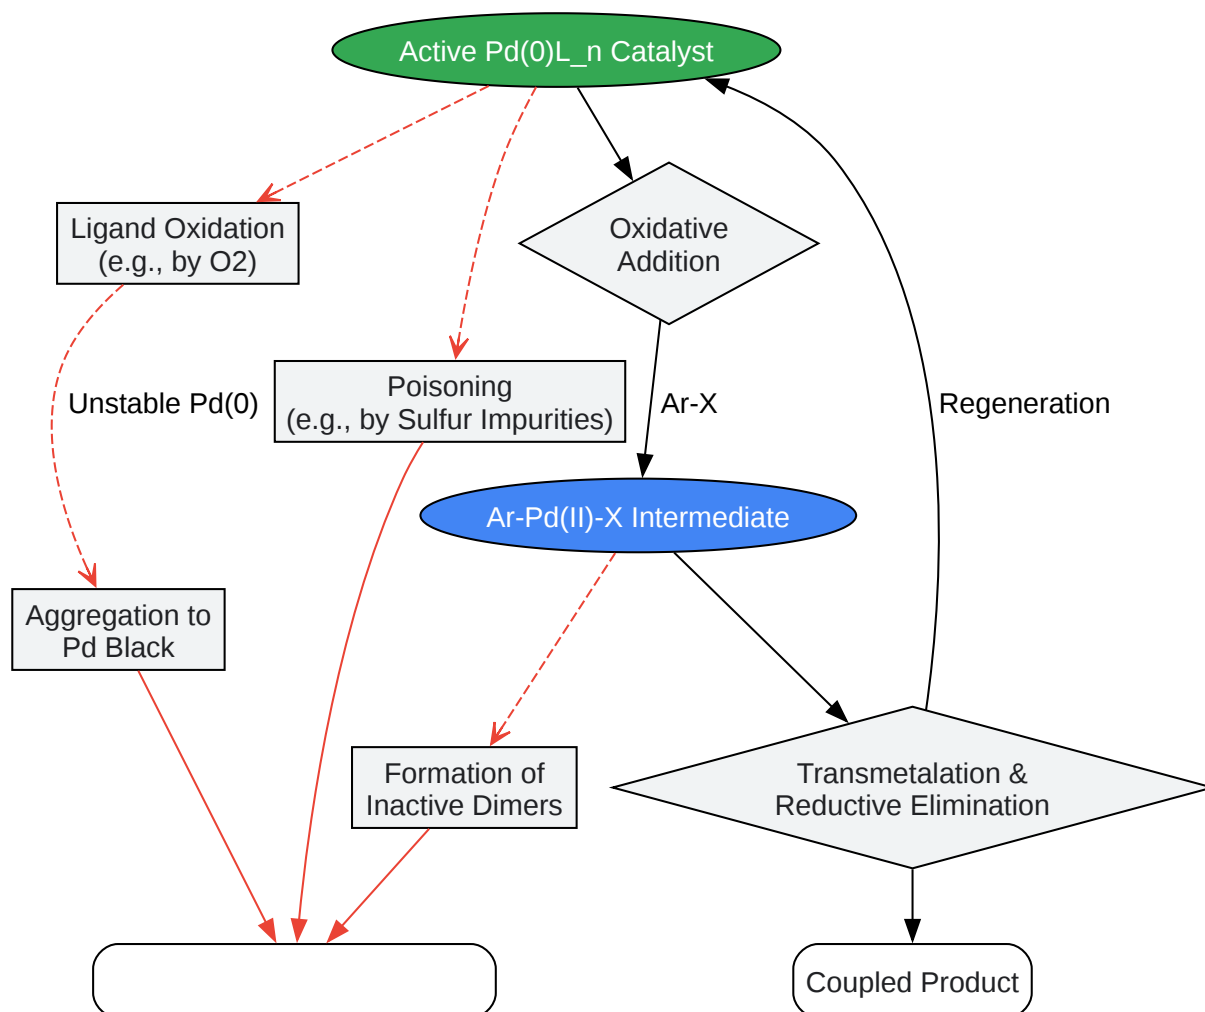 Active Pd(0)L_n Catalyst
Oxidative
Addition
Ligand Oxidation
(e.g., by O2)
Poisoning
(e.g., by Sulfur Impurities)
Unstable Pd(0)
Ar-X
Regeneration
Ar-Pd(II)-X Intermediate
Aggregation to
Pd Black
Formation of
Inactive Dimers
Transmetalation &
Reductive Elimination
Coupled Product